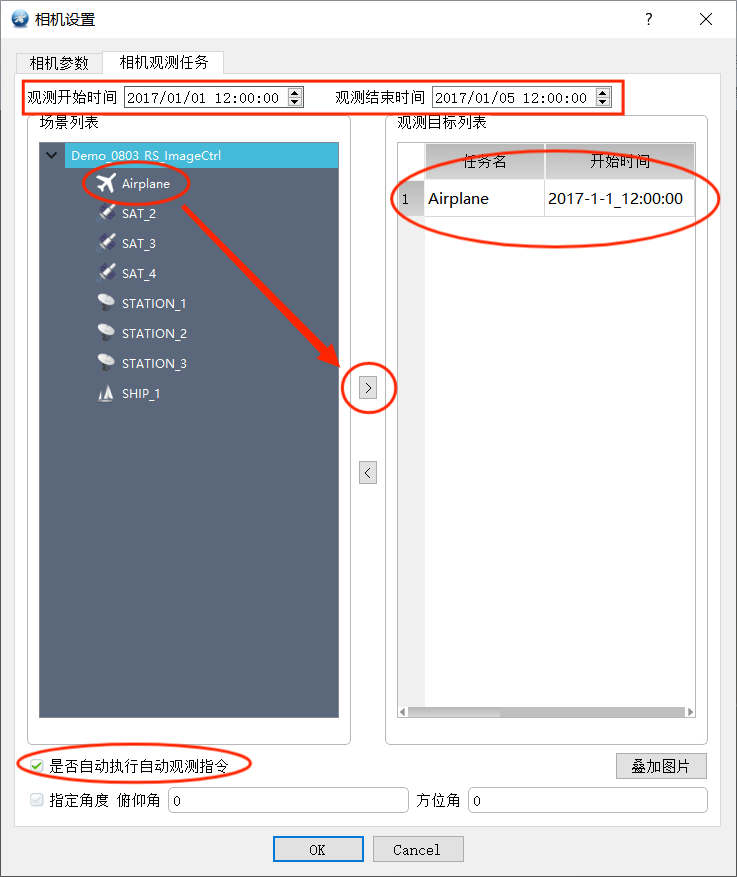 相机设置
相机参数 相机观测任务
观测开始时间 2017/01/01 12:00:00 观测结束时间 2017/01/05 12:00:00
场景列表
Demo_0803_RS_ImageCtrl
Airplane
SAT_2
SAT_3
SAT_4
STATION_1
STATION_2
STATION_3
SHIP_1
>
<
观测目标列表
任务名 开始时间
1 Airplane 2017-1-1_12:00:00
是否自动执行自动观测指令 叠加图片
指定角度 俯仰角 0 方位角 0
OK Cancel